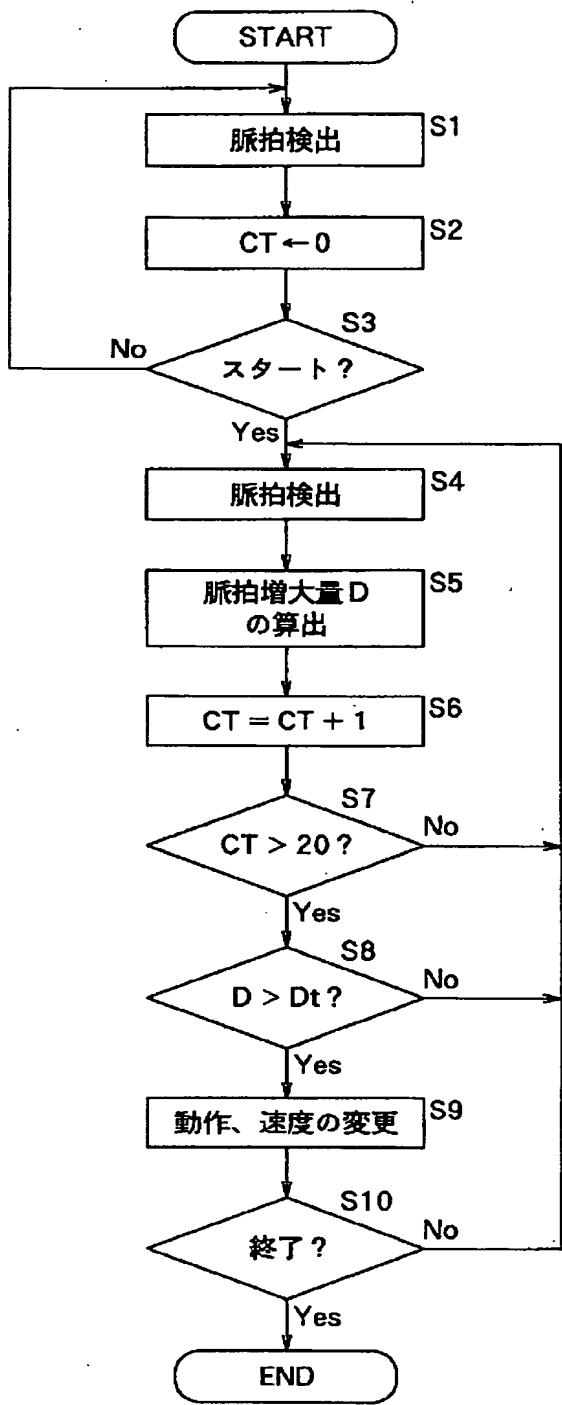 START
脈拍検出
S1
CT←0
S2
S3
No
スタート?
Yes
脈拍検出
S4
脈拍増大量D
の算出
S5
CT = CT + 1
S6
S7
CT > 20?
No
Yes
S8
D > Dt?
No
Yes
動作、速度の変更
S9
S10
終了?
No
Yes
END